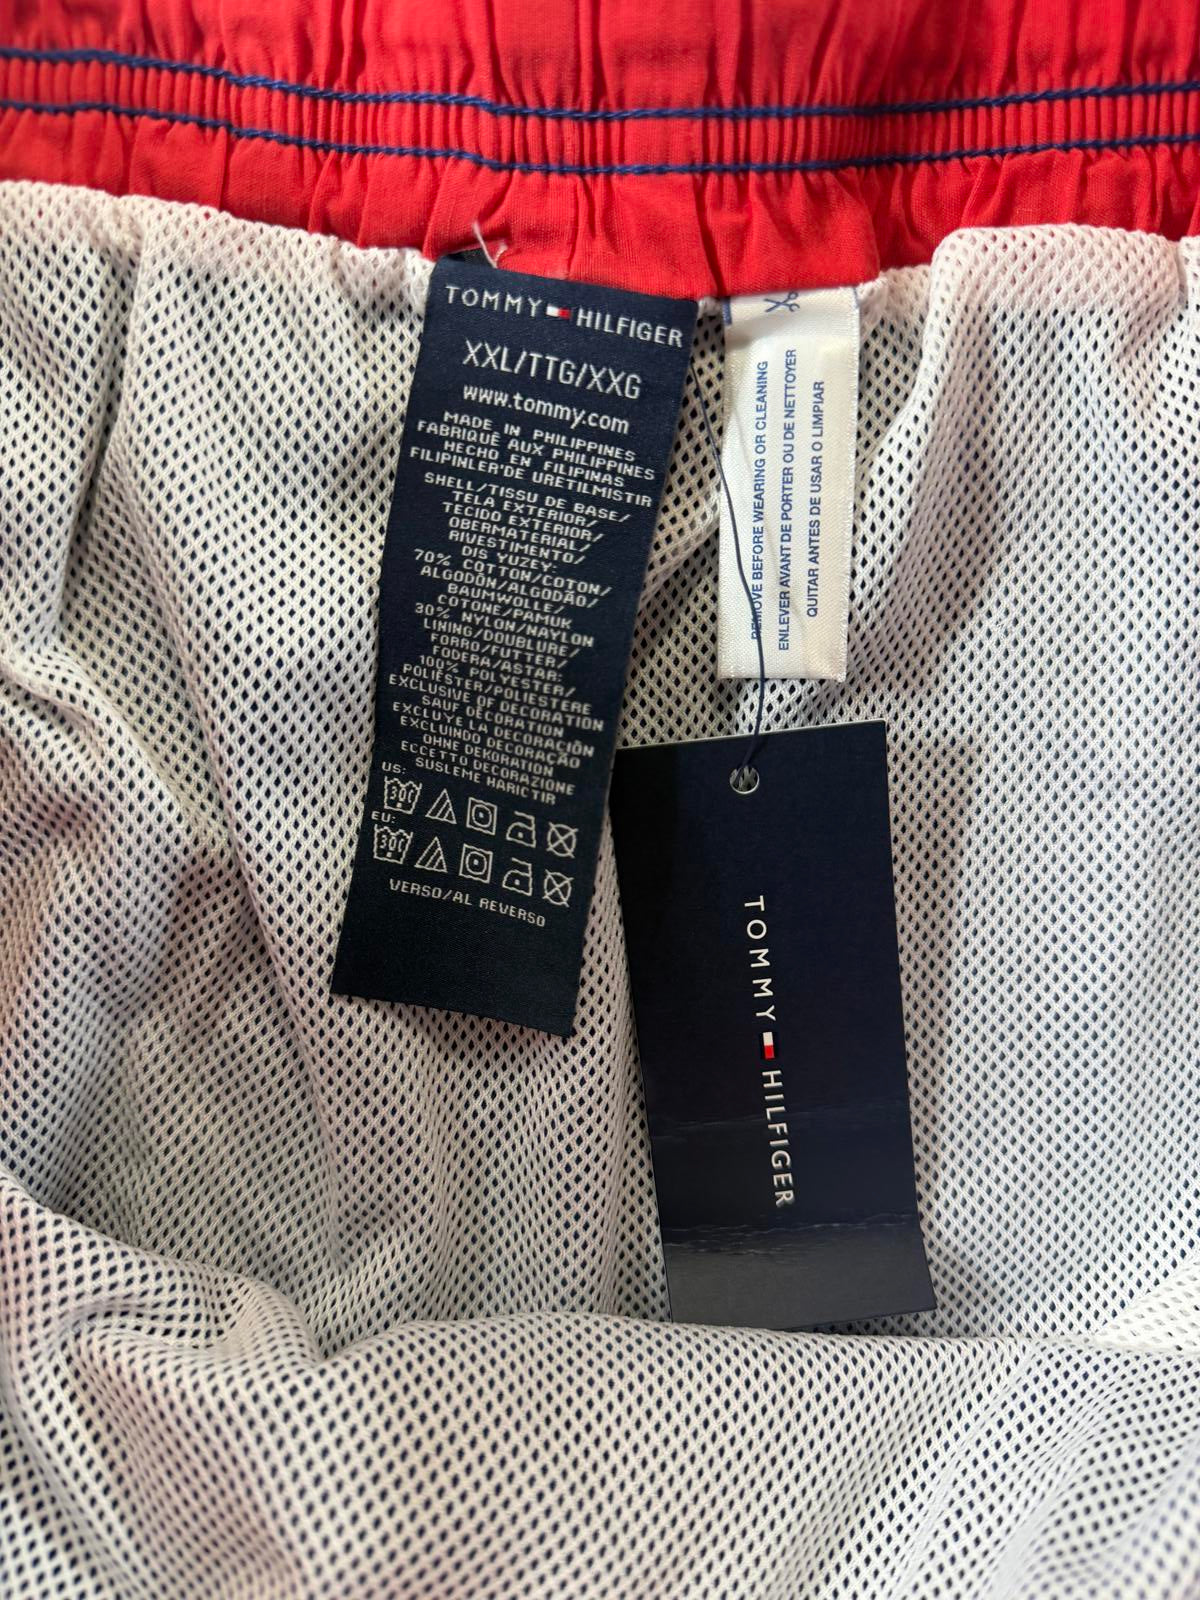 TOMMY HILFIGER
XXL/TTG/XXG
www.tommy.com
MADE IN PHILIPPINES
FABRIQUÉ AUX PHILIPPINES
HECHO EN FILIPINAS
FILIPINLER'DE URETILMISTIR
SHELL/TISSU DE BASE/
TELA EXTERIOR/
TECIDO EXTERIOR/
OBERMATERIAL/
RIVESTIMENTO/
DIS YUZEY:
70% COTTON/COTON/
ALGODÓN/ALGODÃO/
BAUMWOLLE/
COTONE/PAMUK
30% NYLON/NAYLON
LINING/DOUBLURE/
FORRO/FUTTER/
FODERA/ASTAR:
100% POLYESTER/
POLIÉSTER/POLIESTERE
EXCLUSIVE OF DECORATION
SAUF DÉCORATION
EXCLUYE LA DECORACIÓN
EXCLUINDO DECORAÇÃO
OHNE DEKORATION
ECCETTO DECORAZIONE
SUSLEME HARICTIR
US:
30C
EU:
30C
VERSO/AL REVERSO
REMOVE BEFORE WEARING OR CLEANING
ENLEVER AVANT DE PORTER OU DE NETTOYER
QUITAR ANTES DE USAR O LIMPIAR
TOMMY HILFIGER